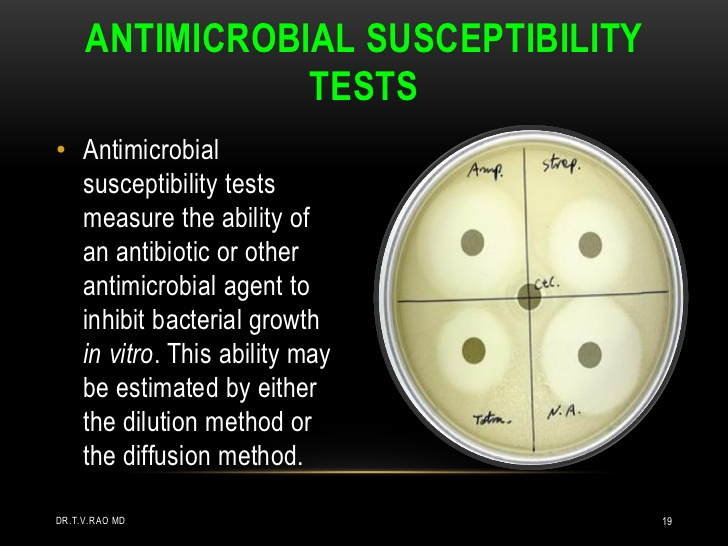 ANTIMICROBIAL SUSCEPTIBILITY
TESTS
• Antimicrobial
susceptibility tests
measure the ability of
an antibiotic or other
antimicrobial agent to
inhibit bacterial growth
in vitro. This ability may
be estimated by either
the dilution method or
the diffusion method.
Amp.
Strep.
Ctl.
N.A.
DR.T.V.RAO MD
19